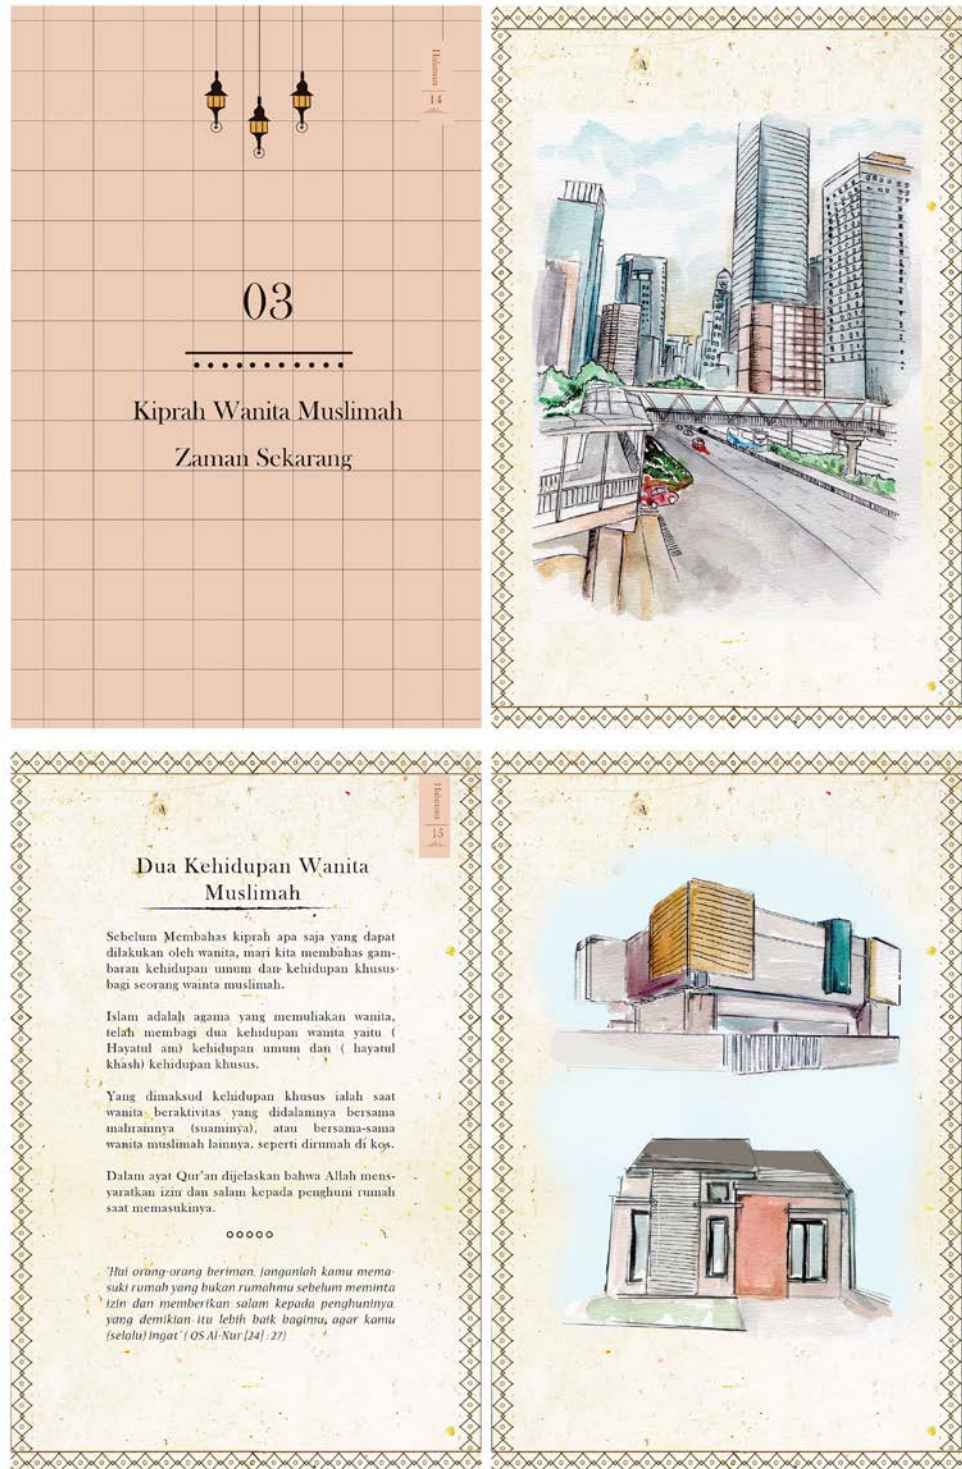 Halaman
14
03
Kiprah Wanita Muslimah
Zaman Sekarang
Halaman
15
Dua Kehidupan Wanita
Muslimah
Sebelum Membahas kiprah apa saja yang dapat
dilakukan oleh wanita, mari kita membahas gam-
baran kehidupan umum dan kehidupan khusus
bagi seorang wainta muslimah.
Islam adalah agama yang memuliakan wanita,
telah membagi dua kehidupan wanita yaitu (
Hayatul am) kehidupan umum dan ( hayatul
khash) kehidupan khusus.
Yang dimaksud kehidupan khusus ialah saat
wanita beraktivitas yang didalamnya bersama
mahramnya (suaminya), atau bersama-sama
wanita muslimah lainnya. seperti dirumah di kos.
Dalam ayat Qur'an dijelaskan bahwa Allah mens-
yaratkan izin dan salam kepada penghuni rumah
saat memasukinya.
"Hai orang-orang beriman, janganlah kamu mema-
suki rumah yang bukan rumahmu sebelum meminta
izin dan memberikan salam kepada penghuninya.
yang demikian itu lebih baik bagimu, agar kamu
(selalu) ingat" ( QS Al-Nur [24] : 27)